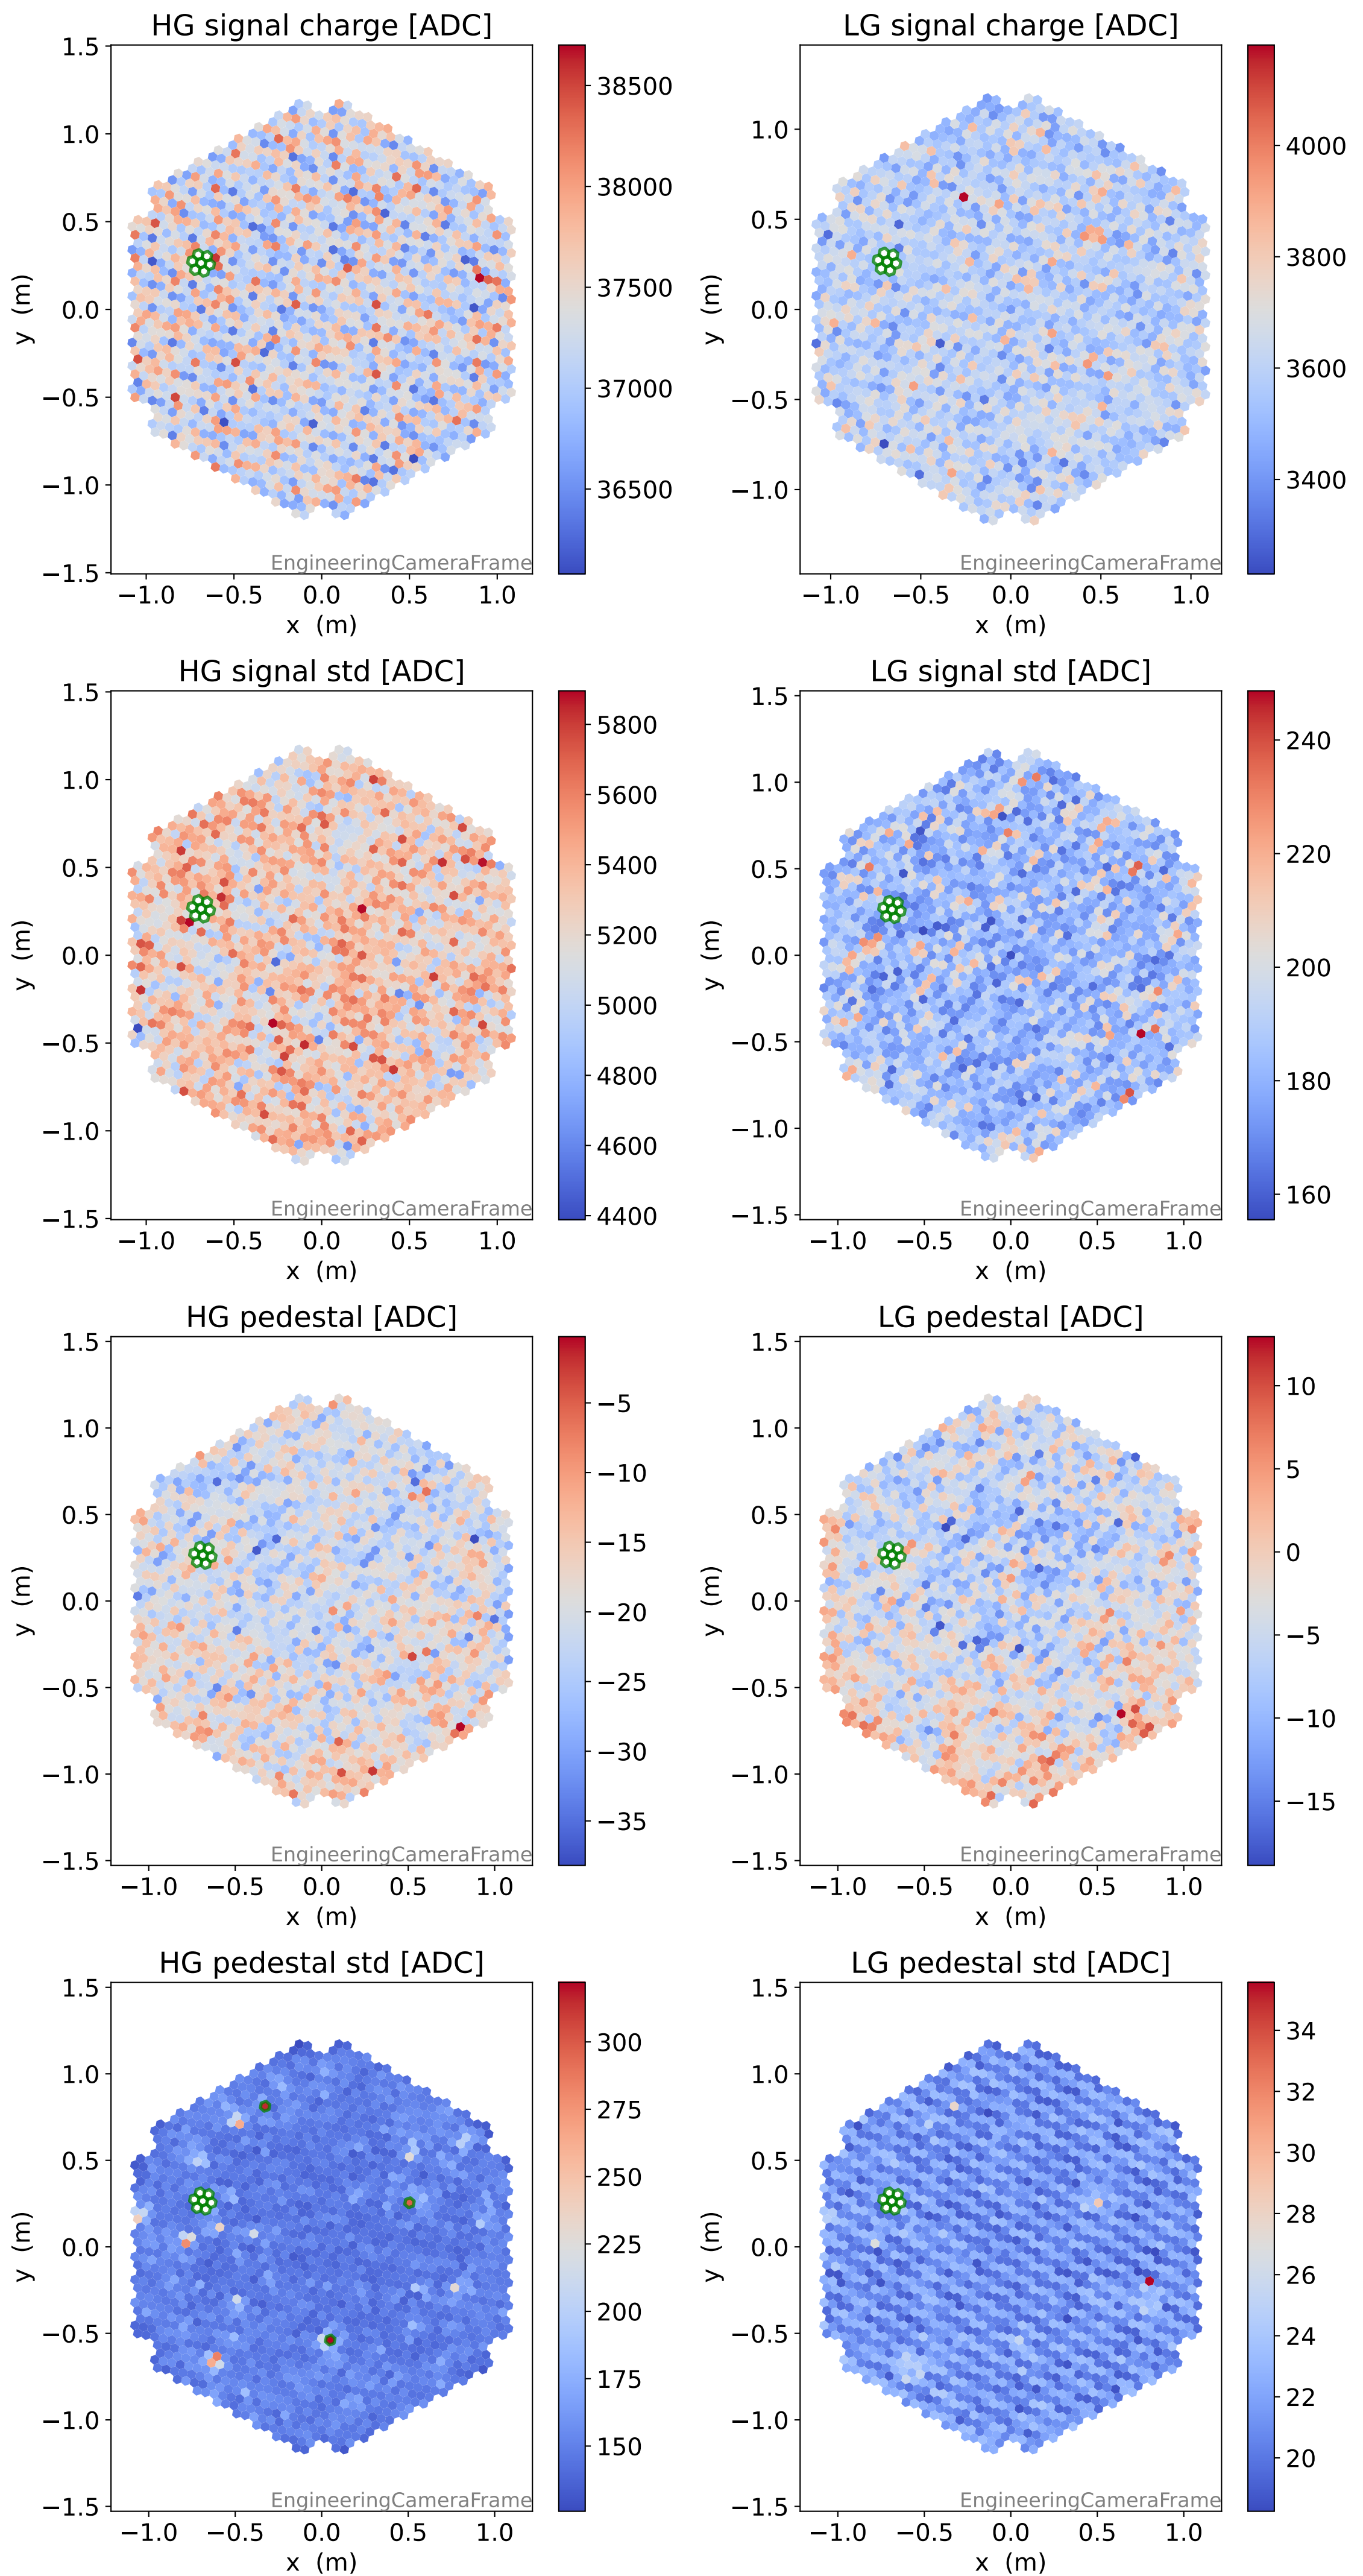 HG signal charge [ADC]
1.5
1.0
0.5
0.0
−0.5
−1.0
−1.5
y (m)
−1.0 −0.5 0.0 0.5 1.0
x (m)
EngineeringCameraFrame
38500
38000
37500
37000
36500
LG signal charge [ADC]
1.0
0.5
0.0
−0.5
−1.0
y (m)
−1.0 −0.5 0.0 0.5 1.0
x (m)
EngineeringCameraFrame
4000
3800
3600
3400
HG signal std [ADC]
1.5
1.0
0.5
0.0
−0.5
−1.0
−1.5
y (m)
−1.0 −0.5 0.0 0.5 1.0
x (m)
EngineeringCameraFrame
5800
5600
5400
5200
5000
4800
4600
4400
LG signal std [ADC]
1.5
1.0
0.5
0.0
−0.5
−1.0
−1.5
y (m)
−1.0 −0.5 0.0 0.5 1.0
x (m)
EngineeringCameraFrame
240
220
200
180
160
HG pedestal [ADC]
1.5
1.0
0.5
0.0
−0.5
−1.0
−1.5
y (m)
−1.0 −0.5 0.0 0.5 1.0
x (m)
EngineeringCameraFrame
−5
−10
−15
−20
−25
−30
−35
LG pedestal [ADC]
1.5
1.0
0.5
0.0
−0.5
−1.0
−1.5
y (m)
−1.0 −0.5 0.0 0.5 1.0
x (m)
EngineeringCameraFrame
10
5
0
−5
−10
−15
HG pedestal std [ADC]
1.5
1.0
0.5
0.0
−0.5
−1.0
−1.5
y (m)
−1.0 −0.5 0.0 0.5 1.0
x (m)
EngineeringCameraFrame
300
275
250
225
200
175
150
LG pedestal std [ADC]
1.5
1.0
0.5
0.0
−0.5
−1.0
−1.5
y (m)
−1.0 −0.5 0.0 0.5 1.0
x (m)
EngineeringCameraFrame
34
32
30
28
26
24
22
20